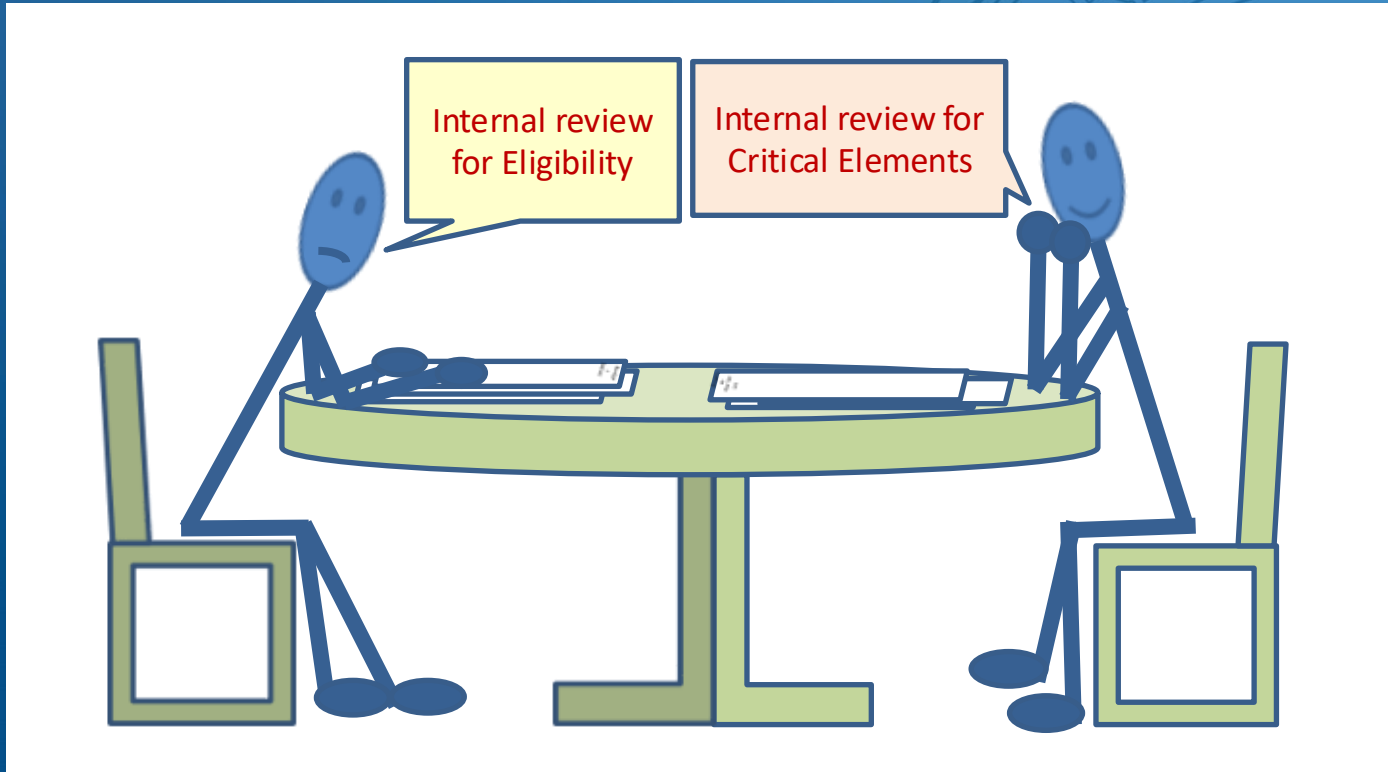 Internal review
for Eligibility
Internal review for
Critical Elements